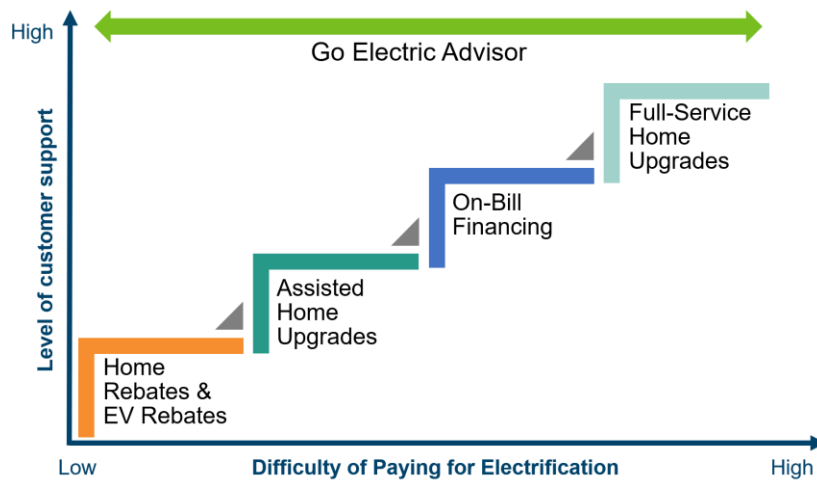 High
Go Electric Advisor
Full-Service
Home
Upgrades
On-Bill
Financing
Assisted
Home
Upgrades
Home
Rebates &
EV Rebates
Level of customer support
Low
Difficulty of Paying for Electrification
High